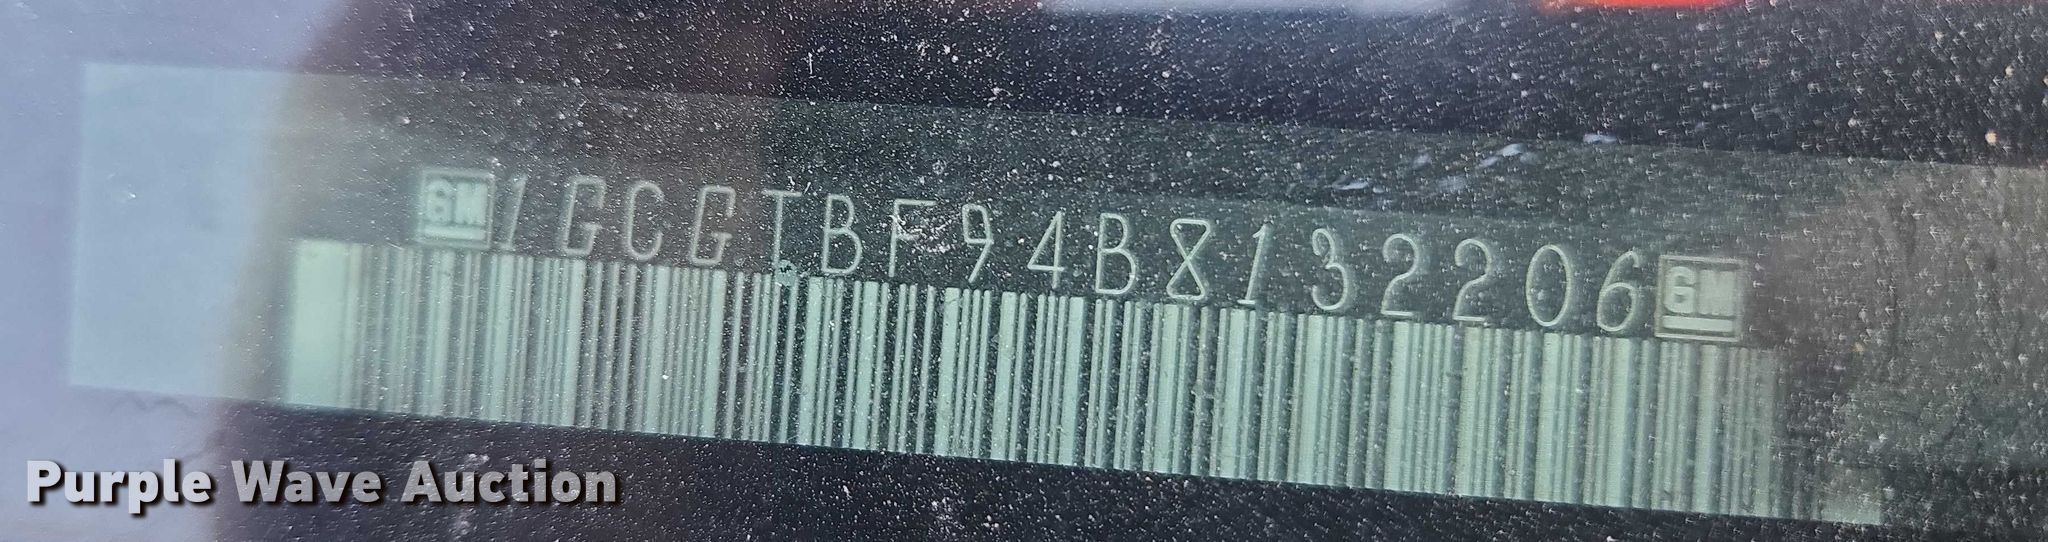 GM 1GCGTBF94B8132206 GM
Purple Wave Auction